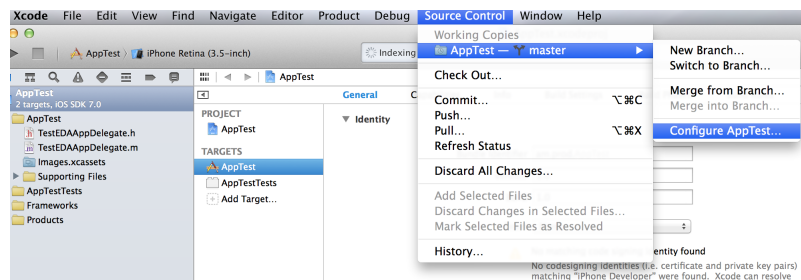 Xcode File Edit View Find Navigate Editor Product Debug Source Control Window Help
AppTest › iPhone Retina (3.5-inch)
Indexing
AppTest
AppTest
2 targets, iOS SDK 7.0
AppTest
TestEDAAppDelegate.h
TestEDAAppDelegate.m
Images.xcassets
Supporting Files
AppTestTests
Frameworks
Products
PROJECT
AppTest
TARGETS
AppTest
AppTestTests
Add Target...
General
Identity
Working Copies
AppTest — master
Check Out...
Commit... ⌥⌘C
Push...
Pull... ⌥⌘X
Refresh Status
Discard All Changes...
Add Selected Files
Discard Changes in Selected Files...
Mark Selected Files as Resolved
History...
New Branch...
Switch to Branch...
Merge from Branch...
Merge into Branch...
Configure AppTest...
entity found
No codesigning identities (i.e. certificate and private key pairs)
matching "iPhone Developer" were found. Xcode can resolve